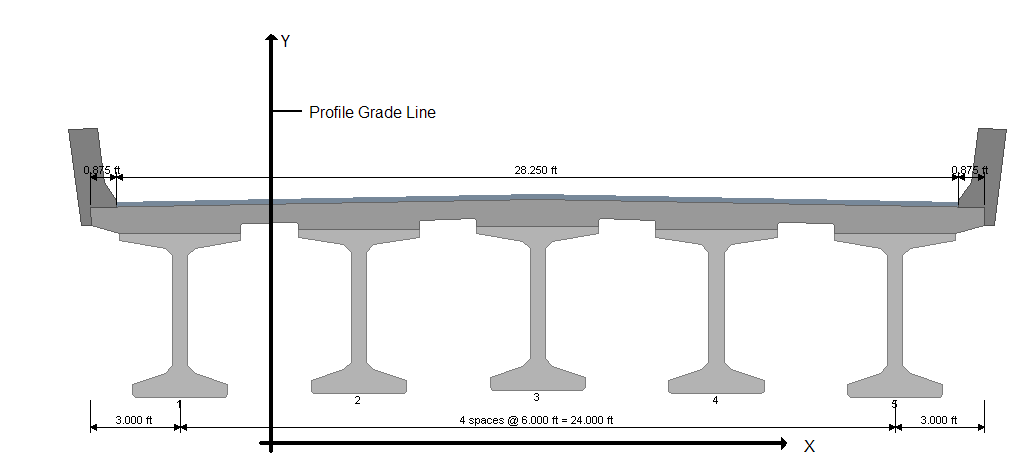 Y
Profile Grade Line
0.875 ft
28.250 ft
0.875 ft
1
2
3
4
5
3.000 ft
4 spaces @ 6.000 ft = 24.000 ft
3.000 ft
X